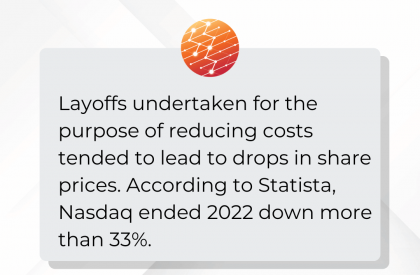 Layoffs undertaken for the
purpose of reducing costs
tended to lead to drops in share
prices. According to Statista,
Nasdaq ended 2022 down more
than 33%.